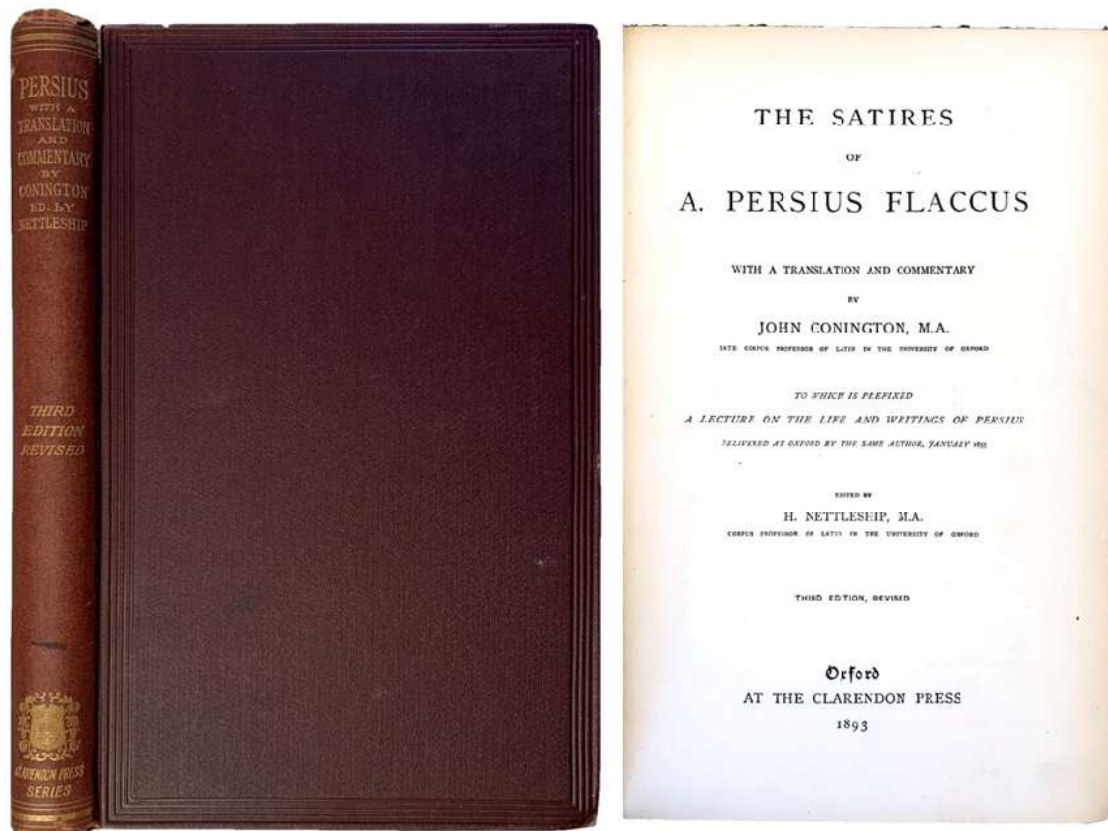 PERSIUS
WITH A
TRANSLATION
AND
COMMENTARY
BY
CONINGTON
ED. BY
NETTLESHIP
THIRD
EDITION
REVISED
CLARENDON PRESS
SERIES
THE SATIRES
OF
A. PERSIUS FLACCUS
WITH A TRANSLATION AND COMMENTARY
BY
JOHN CONINGTON, M.A.
LATE CORPUS PROFESSOR OF LATIN IN THE UNIVERSITY OF OXFORD
TO WHICH IS PREFIXED
A LECTURE ON THE LIFE AND WRITINGS OF PERSIUS
DELIVERED AT OXFORD BY THE SAME AUTHOR, JANUARY 1855
EDITED BY
H. NETTLESHIP, M.A.
CORPUS PROFESSOR OF LATIN IN THE UNIVERSITY OF OXFORD
THIRD EDITION, REVISED
Oxford
AT THE CLARENDON PRESS
1893